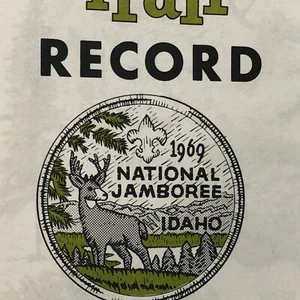 RECORD
1969
NATIONAL
JAMBOREE
IDAHO